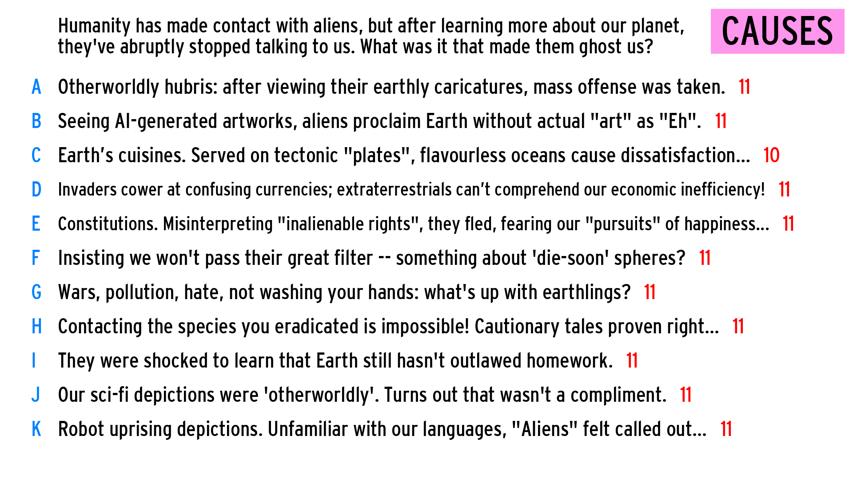 Humanity has made contact with aliens, but after learning more about our planet,
they've abruptly stopped talking to us. What was it that made them ghost us?
CAUSES
A Otherworldly hubris: after viewing their earthly caricatures, mass offense was taken. 11
B Seeing AI-generated artworks, aliens proclaim Earth without actual "art" as "Eh". 11
C Earth's cuisines. Served on tectonic "plates", flavourless oceans cause dissatisfaction... 10
D Invaders cower at confusing currencies; extraterrestrials can't comprehend our economic inefficiency! 11
E Constitutions. Misinterpreting "inalienable rights", they fled, fearing our "pursuits" of happiness... 11
F Insisting we won't pass their great filter -- something about 'die-soon' spheres? 11
G Wars, pollution, hate, not washing your hands: what's up with earthlings? 11
H Contacting the species you eradicated is impossible! Cautionary tales proven right... 11
I They were shocked to learn that Earth still hasn't outlawed homework. 11
J Our sci-fi depictions were 'otherworldly'. Turns out that wasn't a compliment. 11
K Robot uprising depictions. Unfamiliar with our languages, "Aliens" felt called out... 11